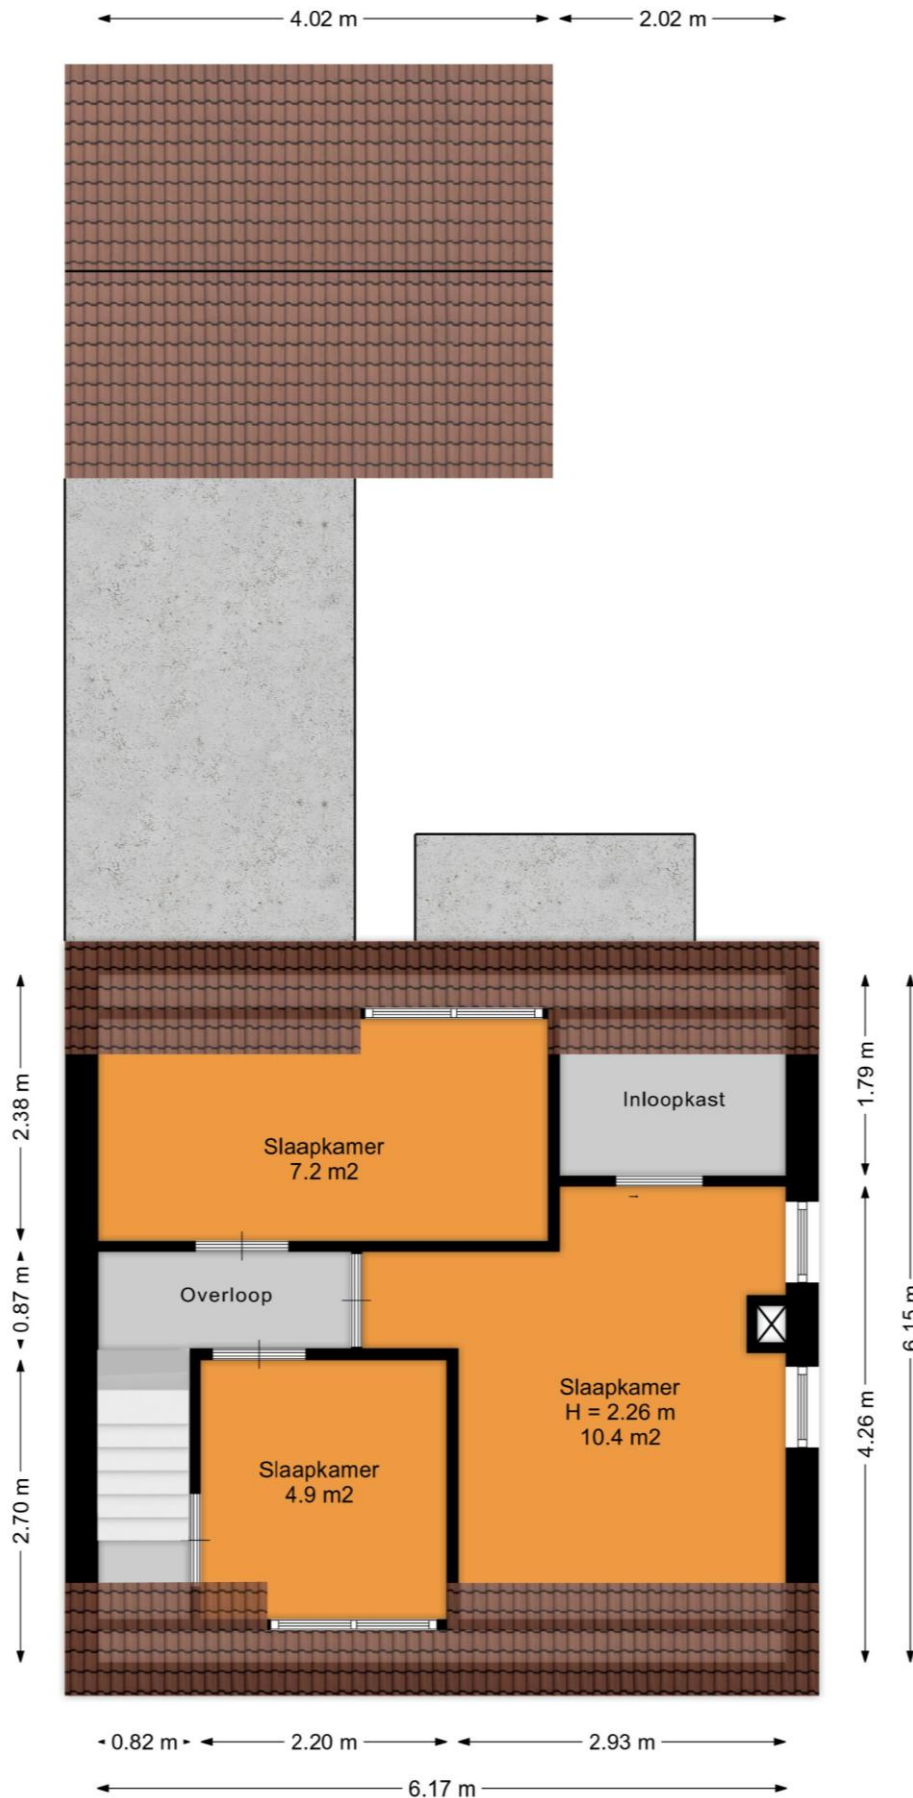 4.02 m
2.02 m
2.38 m
1.79 m
Inloopkast
Slaapkamer
7.2 m2
0.87 m
Overloop
6.15 m
Slaapkamer
H = 2.26 m
10.4 m2
4.26 m
Slaapkamer
4.9 m2
2.70 m
0.82 m
2.20 m
2.93 m
6.17 m